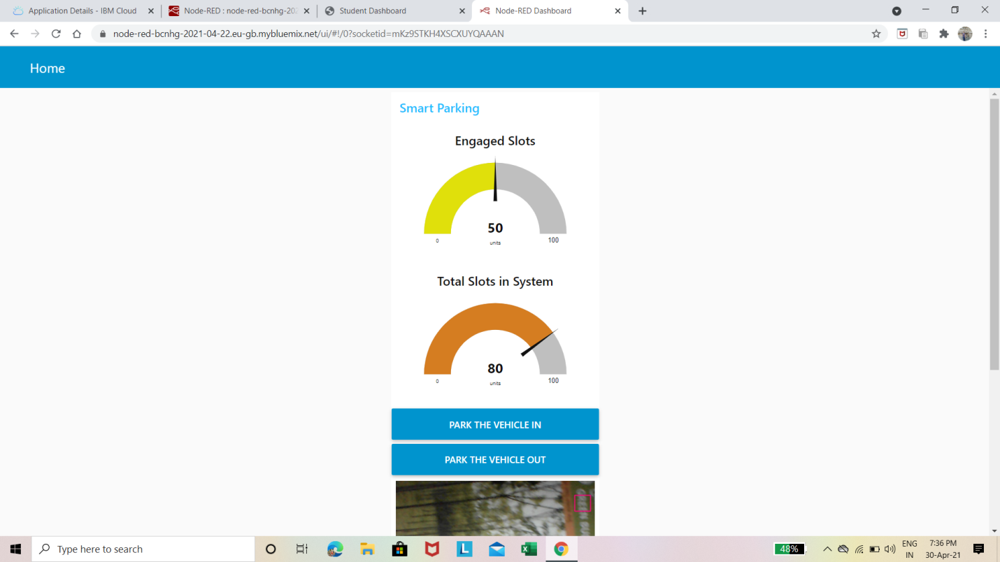 Application Details - IBM Cloud
Node-RED : node-red-bcnhg-202
Student Dashboard
Node-RED Dashboard
node-red-bcnhg-2021-04-22.eu-gb.mybluemix.net/ui/#!/0?socketid=mKz9STKH4XSCXUYQAAAN
Home
Smart Parking
Engaged Slots
50
0
units
100
Total Slots in System
80
0
units
100
PARK THE VEHICLE IN
PARK THE VEHICLE OUT
Type here to search
L
48%
ENG
IN
7:36 PM
30-Apr-21